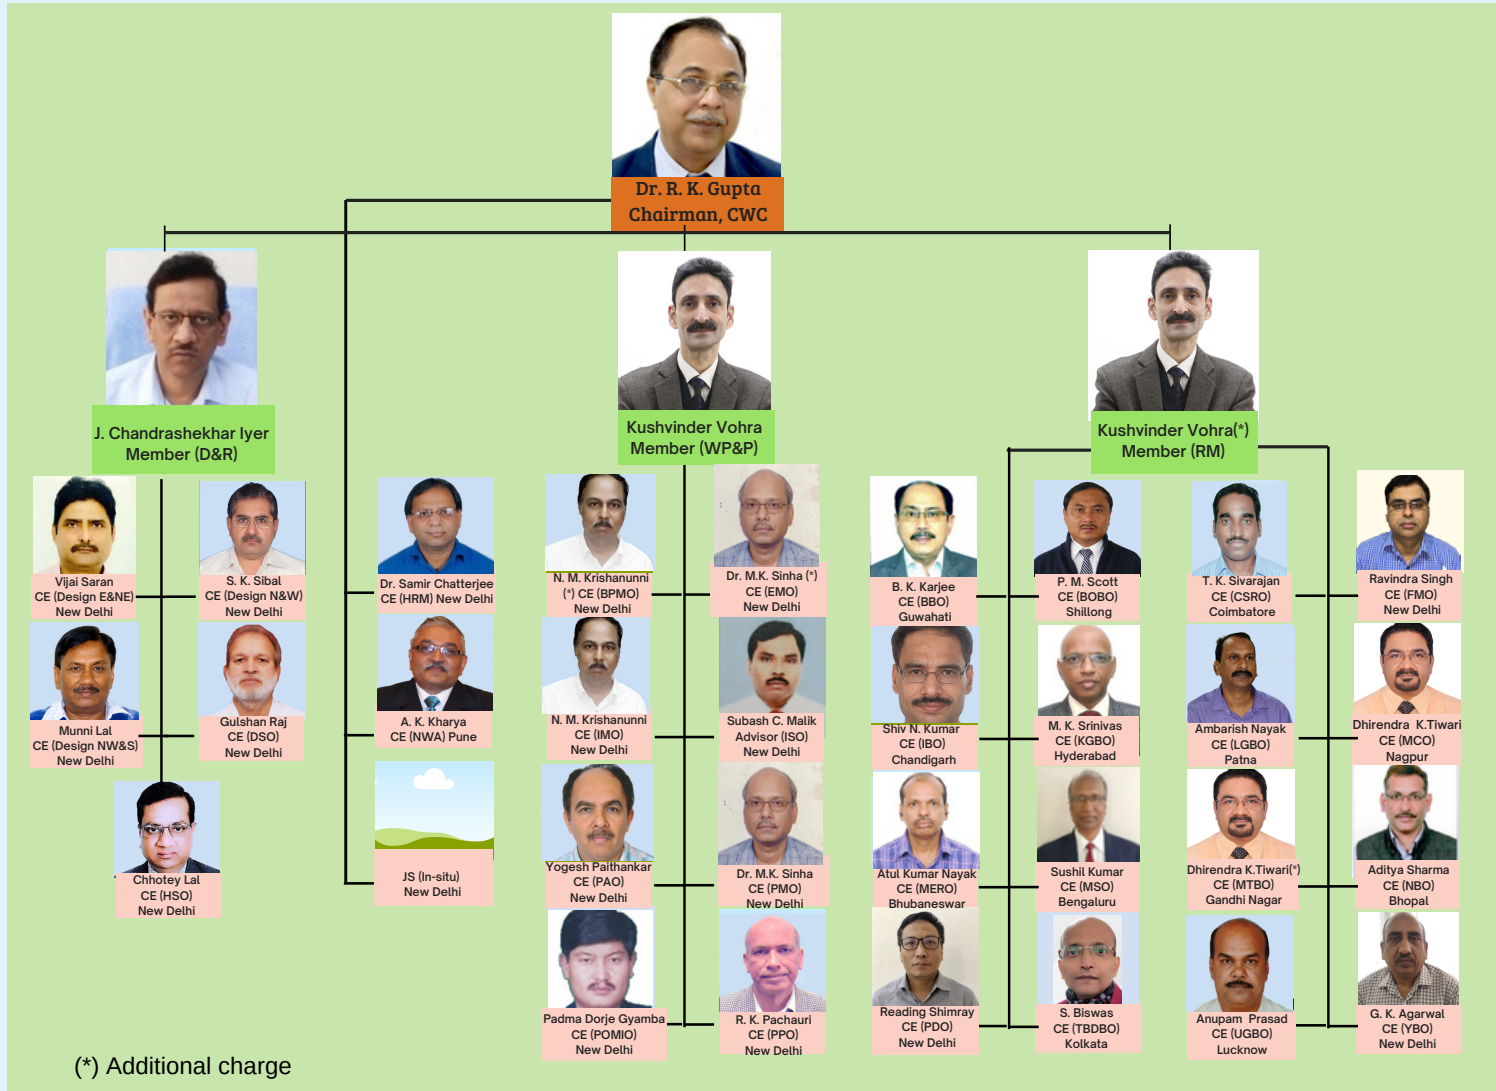 Dr. R. K. Gupta
Chairman, CWC
J. Chandrashekhar Iyer
Member (D&R)
Kushvinder Vohra
Member (WP&P)
Kushvinder Vohra(*)
Member (RM)
Vijai Saran
CE (Design E&NE)
New Delhi
S. K. Sibal
CE (Design N&W)
New Delhi
Munni Lal
CE (Design NW&S)
New Delhi
Gulshan Raj
CE (DSO)
New Delhi
Chhotey Lal
CE (HSO)
New Delhi
Dr. Samir Chatterjee
CE (HRM) New Delhi
A. K. Kharya
CE (NWA) Pune
JS (In-situ)
New Delhi
N. M. Krishanunni
(*) CE (BPMO)
New Delhi
Dr. M.K. Sinha (*)
CE (EMO)
New Delhi
N. M. Krishanunni
CE (IMO)
New Delhi
Subash C. Malik
Advisor (ISO)
New Delhi
Yogesh Paithankar
CE (PAO)
New Delhi
Dr. M.K. Sinha
CE (PMO)
New Delhi
Padma Dorje Gyamba
CE (POMIO)
New Delhi
R. K. Pachauri
CE (PPO)
New Delhi
B. K. Karjee
CE (BBO)
Guwahati
P. M. Scott
CE (BOBO)
Shillong
T. K. Sivarajan
CE (CSRO)
Coimbatore
Ravindra Singh
CE (FMO)
New Delhi
Shiv N. Kumar
CE (IBO)
Chandigarh
M. K. Srinivas
CE (KGBO)
Hyderabad
Ambarish Nayak
CE (LGBO)
Patna
Dhirendra K.Tiwari
CE (MCO)
Nagpur
Atul Kumar Nayak
CE (MERO)
Bhubaneswar
Sushil Kumar
CE (MSO)
Bengaluru
Dhirendra K.Tiwari(*)
CE (MTBO)
Gandhi Nagar
Aditya Sharma
CE (NBO)
Bhopal
Reading Shimray
CE (PDO)
New Delhi
S. Biswas
CE (TBDBO)
Kolkata
Anupam Prasad
CE (UGBO)
Lucknow
G. K. Agarwal
CE (YBO)
New Delhi
(*) Additional charge